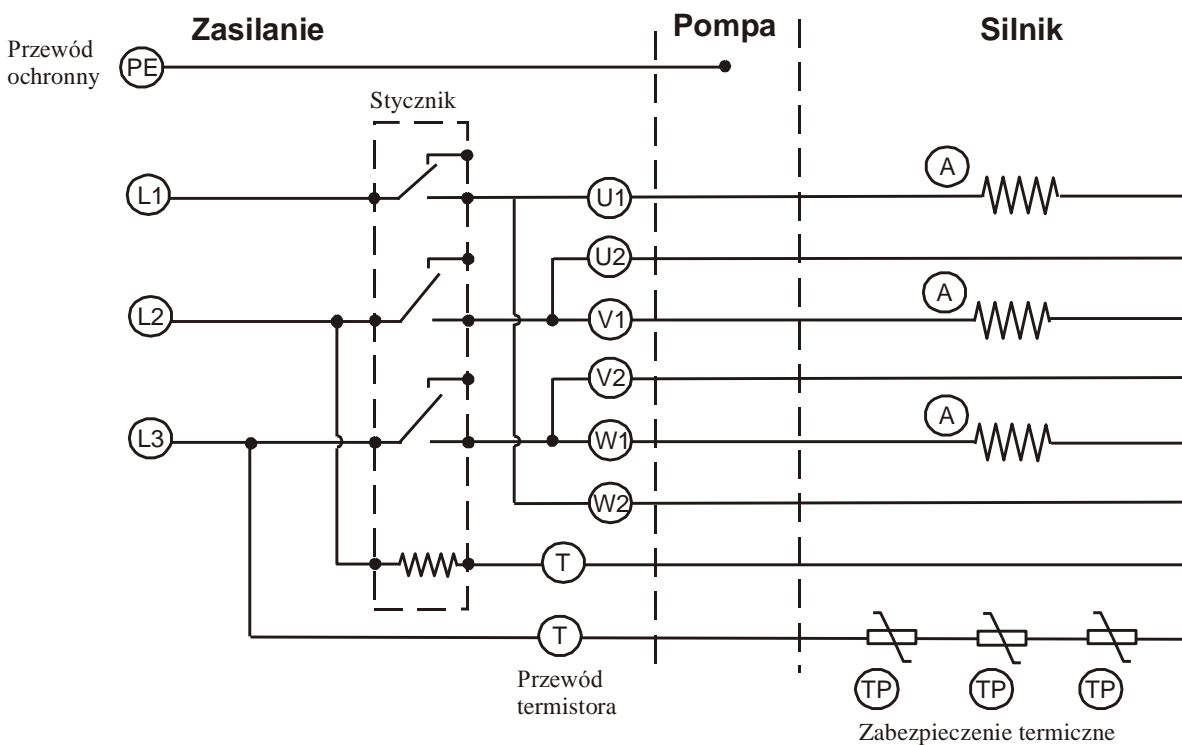 Zasilanie
Pompa
Silnik
Przewód
ochronny
PE
Stycznik
L1
U1
A
U2
L2
V1
A
V2
L3
W1
A
W2
T
T
Przewód
termistora
TP
TP
TP
Zabezpieczenie termiczne